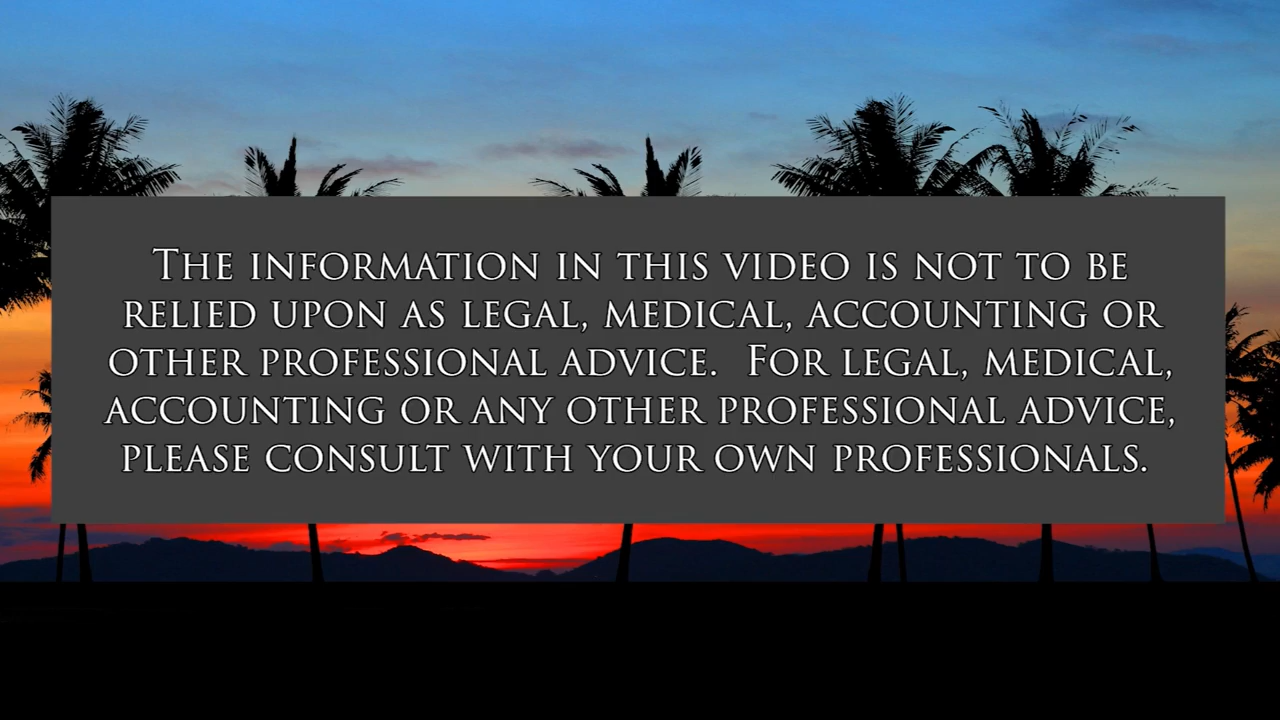 The information in this video is not to be
relied upon as legal, medical, accounting or
other professional advice.  For legal, medical,
accounting or any other professional advice,
please consult with your own professionals.